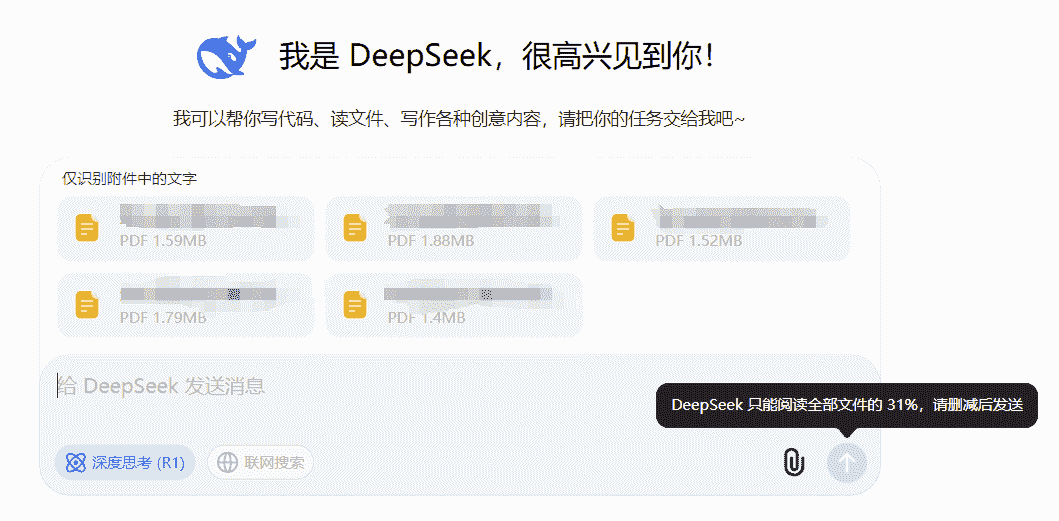 我是 DeepSeek，很高兴见到你！
我可以帮你写代码、读文件、写作各种创意内容，请把你的任务交给我吧~
仅识别附件中的文字
PDF 1.59MB
PDF 1.88MB
PDF 1.52MB
PDF 1.79MB
PDF 1.4MB
给 DeepSeek 发送消息
DeepSeek 只能阅读全部文件的 31%，请删减后发送
深度思考 (R1)
联网搜索